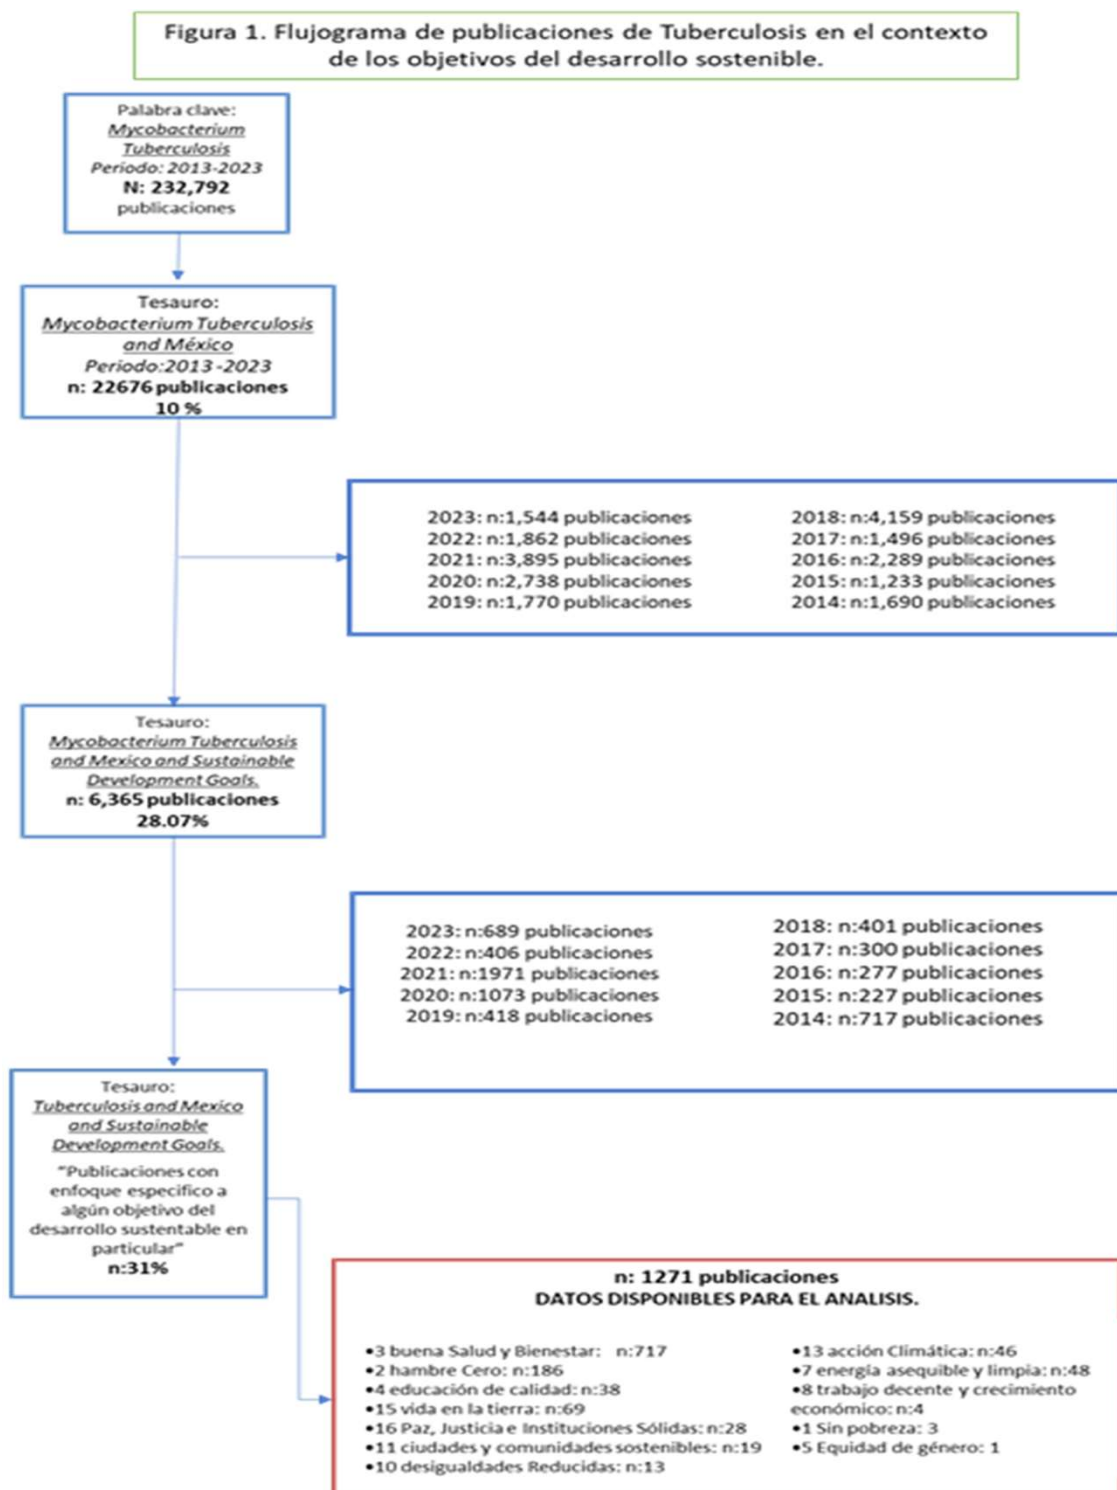 Figura 1. Flujograma de publicaciones de Tuberculosis en el contexto
de los objetivos del desarrollo sostenible.
Palabra clave:
Mycobacterium
Tuberculosis
Periodo: 2013-2023
N: 232,792
publicaciones
Tesauro:
Mycobacterium Tuberculosis
and México
Periodo:2013 -2023
n: 22676 publicaciones
10 %
2023: n:1,544 publicaciones
2022: n:1,862 publicaciones
2021: n:3,895 publicaciones
2020: n:2,738 publicaciones
2019: n:1,770 publicaciones
2018: n:4,159 publicaciones
2017: n:1,496 publicaciones
2016: n:2,289 publicaciones
2015: n:1,233 publicaciones
2014: n:1,690 publicaciones
Tesauro:
Mycobacterium Tuberculosis
and Mexico and Sustainable
Development Goals.
n: 6,365 publicaciones
28.07%
2023: n:689 publicaciones
2022: n:406 publicaciones
2021: n:1971 publicaciones
2020: n:1073 publicaciones
2019: n:418 publicaciones
2018: n:401 publicaciones
2017: n:300 publicaciones
2016: n:277 publicaciones
2015: n:227 publicaciones
2014: n:717 publicaciones
Tesauro:
Tuberculosis and Mexico
and Sustainable
Development Goals.
"Publicaciones con
enfoque especifico a
algún objetivo del
desarrollo sustentable en
particular"
n:31%
n: 1271 publicaciones
DATOS DISPONIBLES PARA EL ANALISIS.
•3 buena Salud y Bienestar: n:717
•2 hambre Cero: n:186
•4 educación de calidad: n:38
•15 vida en la tierra: n:69
•16 Paz, Justicia e Instituciones Sólidas: n:28
•11 ciudades y comunidades sostenibles: n:19
•10 desigualdades Reducidas: n:13
•13 acción Climática: n:46
•7 energía asequible y limpia: n:48
•8 trabajo decente y crecimiento
económico: n:4
•1 Sin pobreza: 3
•5 Equidad de género: 1